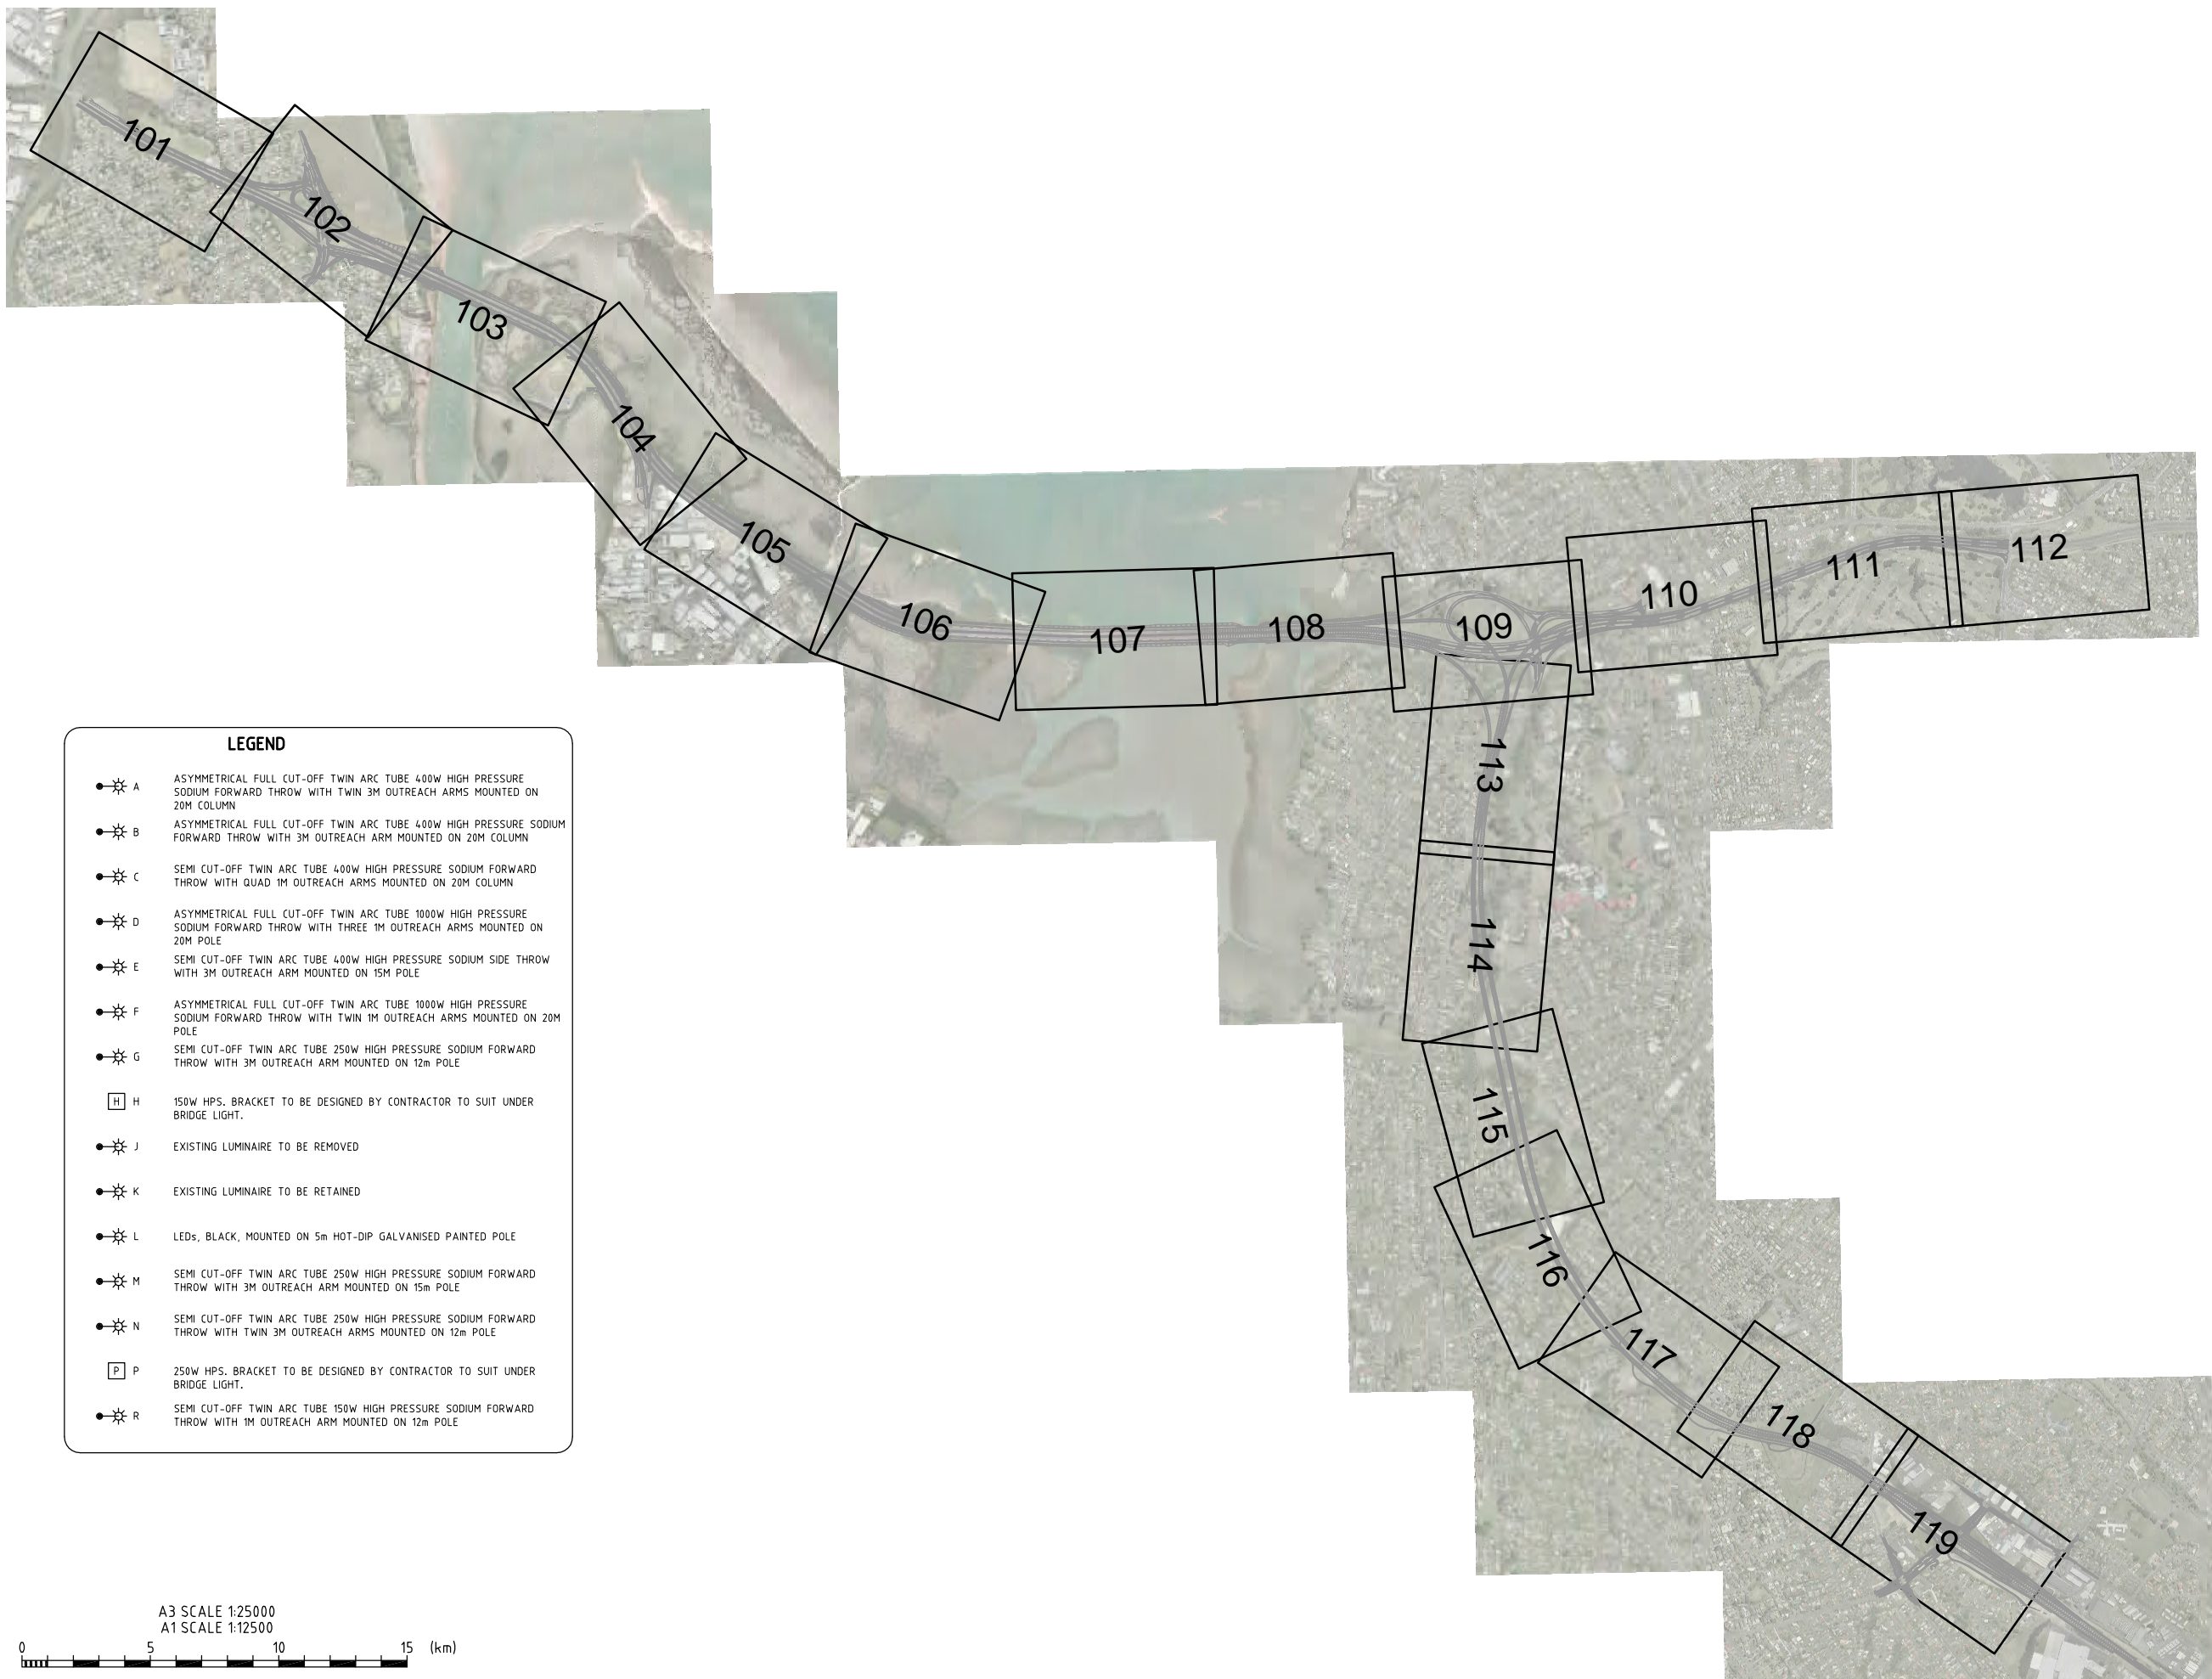 101
102
103
104
105
106
107
108
109
110
111
112
113
114
115
116
117
118
119
LEGEND
A ASYMMETRICAL FULL CUT-OFF TWIN ARC TUBE 400W HIGH PRESSURE
SODIUM FORWARD THROW WITH TWIN 3M OUTREACH ARMS MOUNTED ON
20M COLUMN
B ASYMMETRICAL FULL CUT-OFF TWIN ARC TUBE 400W HIGH PRESSURE SODIUM
FORWARD THROW WITH 3M OUTREACH ARM MOUNTED ON 20M COLUMN
C SEMI CUT-OFF TWIN ARC TUBE 400W HIGH PRESSURE SODIUM FORWARD
THROW WITH QUAD 1M OUTREACH ARMS MOUNTED ON 20M COLUMN
D ASYMMETRICAL FULL CUT-OFF TWIN ARC TUBE 1000W HIGH PRESSURE
SODIUM FORWARD THROW WITH THREE 1M OUTREACH ARMS MOUNTED ON
20M POLE
E SEMI CUT-OFF TWIN ARC TUBE 400W HIGH PRESSURE SODIUM SIDE THROW
WITH 3M OUTREACH ARM MOUNTED ON 15M POLE
F ASYMMETRICAL FULL CUT-OFF TWIN ARC TUBE 1000W HIGH PRESSURE
SODIUM FORWARD THROW WITH TWIN 1M OUTREACH ARMS MOUNTED ON 20M
POLE
G SEMI CUT-OFF TWIN ARC TUBE 250W HIGH PRESSURE SODIUM FORWARD
THROW WITH 3M OUTREACH ARM MOUNTED ON 12m POLE
H H 150W HPS. BRACKET TO BE DESIGNED BY CONTRACTOR TO SUIT UNDER
BRIDGE LIGHT.
J EXISTING LUMINAIRE TO BE REMOVED
K EXISTING LUMINAIRE TO BE RETAINED
L LEDs, BLACK, MOUNTED ON 5m HOT-DIP GALVANISED PAINTED POLE
M SEMI CUT-OFF TWIN ARC TUBE 250W HIGH PRESSURE SODIUM FORWARD
THROW WITH 3M OUTREACH ARM MOUNTED ON 15m POLE
N SEMI CUT-OFF TWIN ARC TUBE 250W HIGH PRESSURE SODIUM FORWARD
THROW WITH TWIN 3M OUTREACH ARMS MOUNTED ON 12m POLE
P P 250W HPS. BRACKET TO BE DESIGNED BY CONTRACTOR TO SUIT UNDER
BRIDGE LIGHT.
R SEMI CUT-OFF TWIN ARC TUBE 150W HIGH PRESSURE SODIUM FORWARD
THROW WITH 1M OUTREACH ARM MOUNTED ON 12m POLE
A3 SCALE 1:25000
A1 SCALE 1:12500
0 5 10 15 (km)